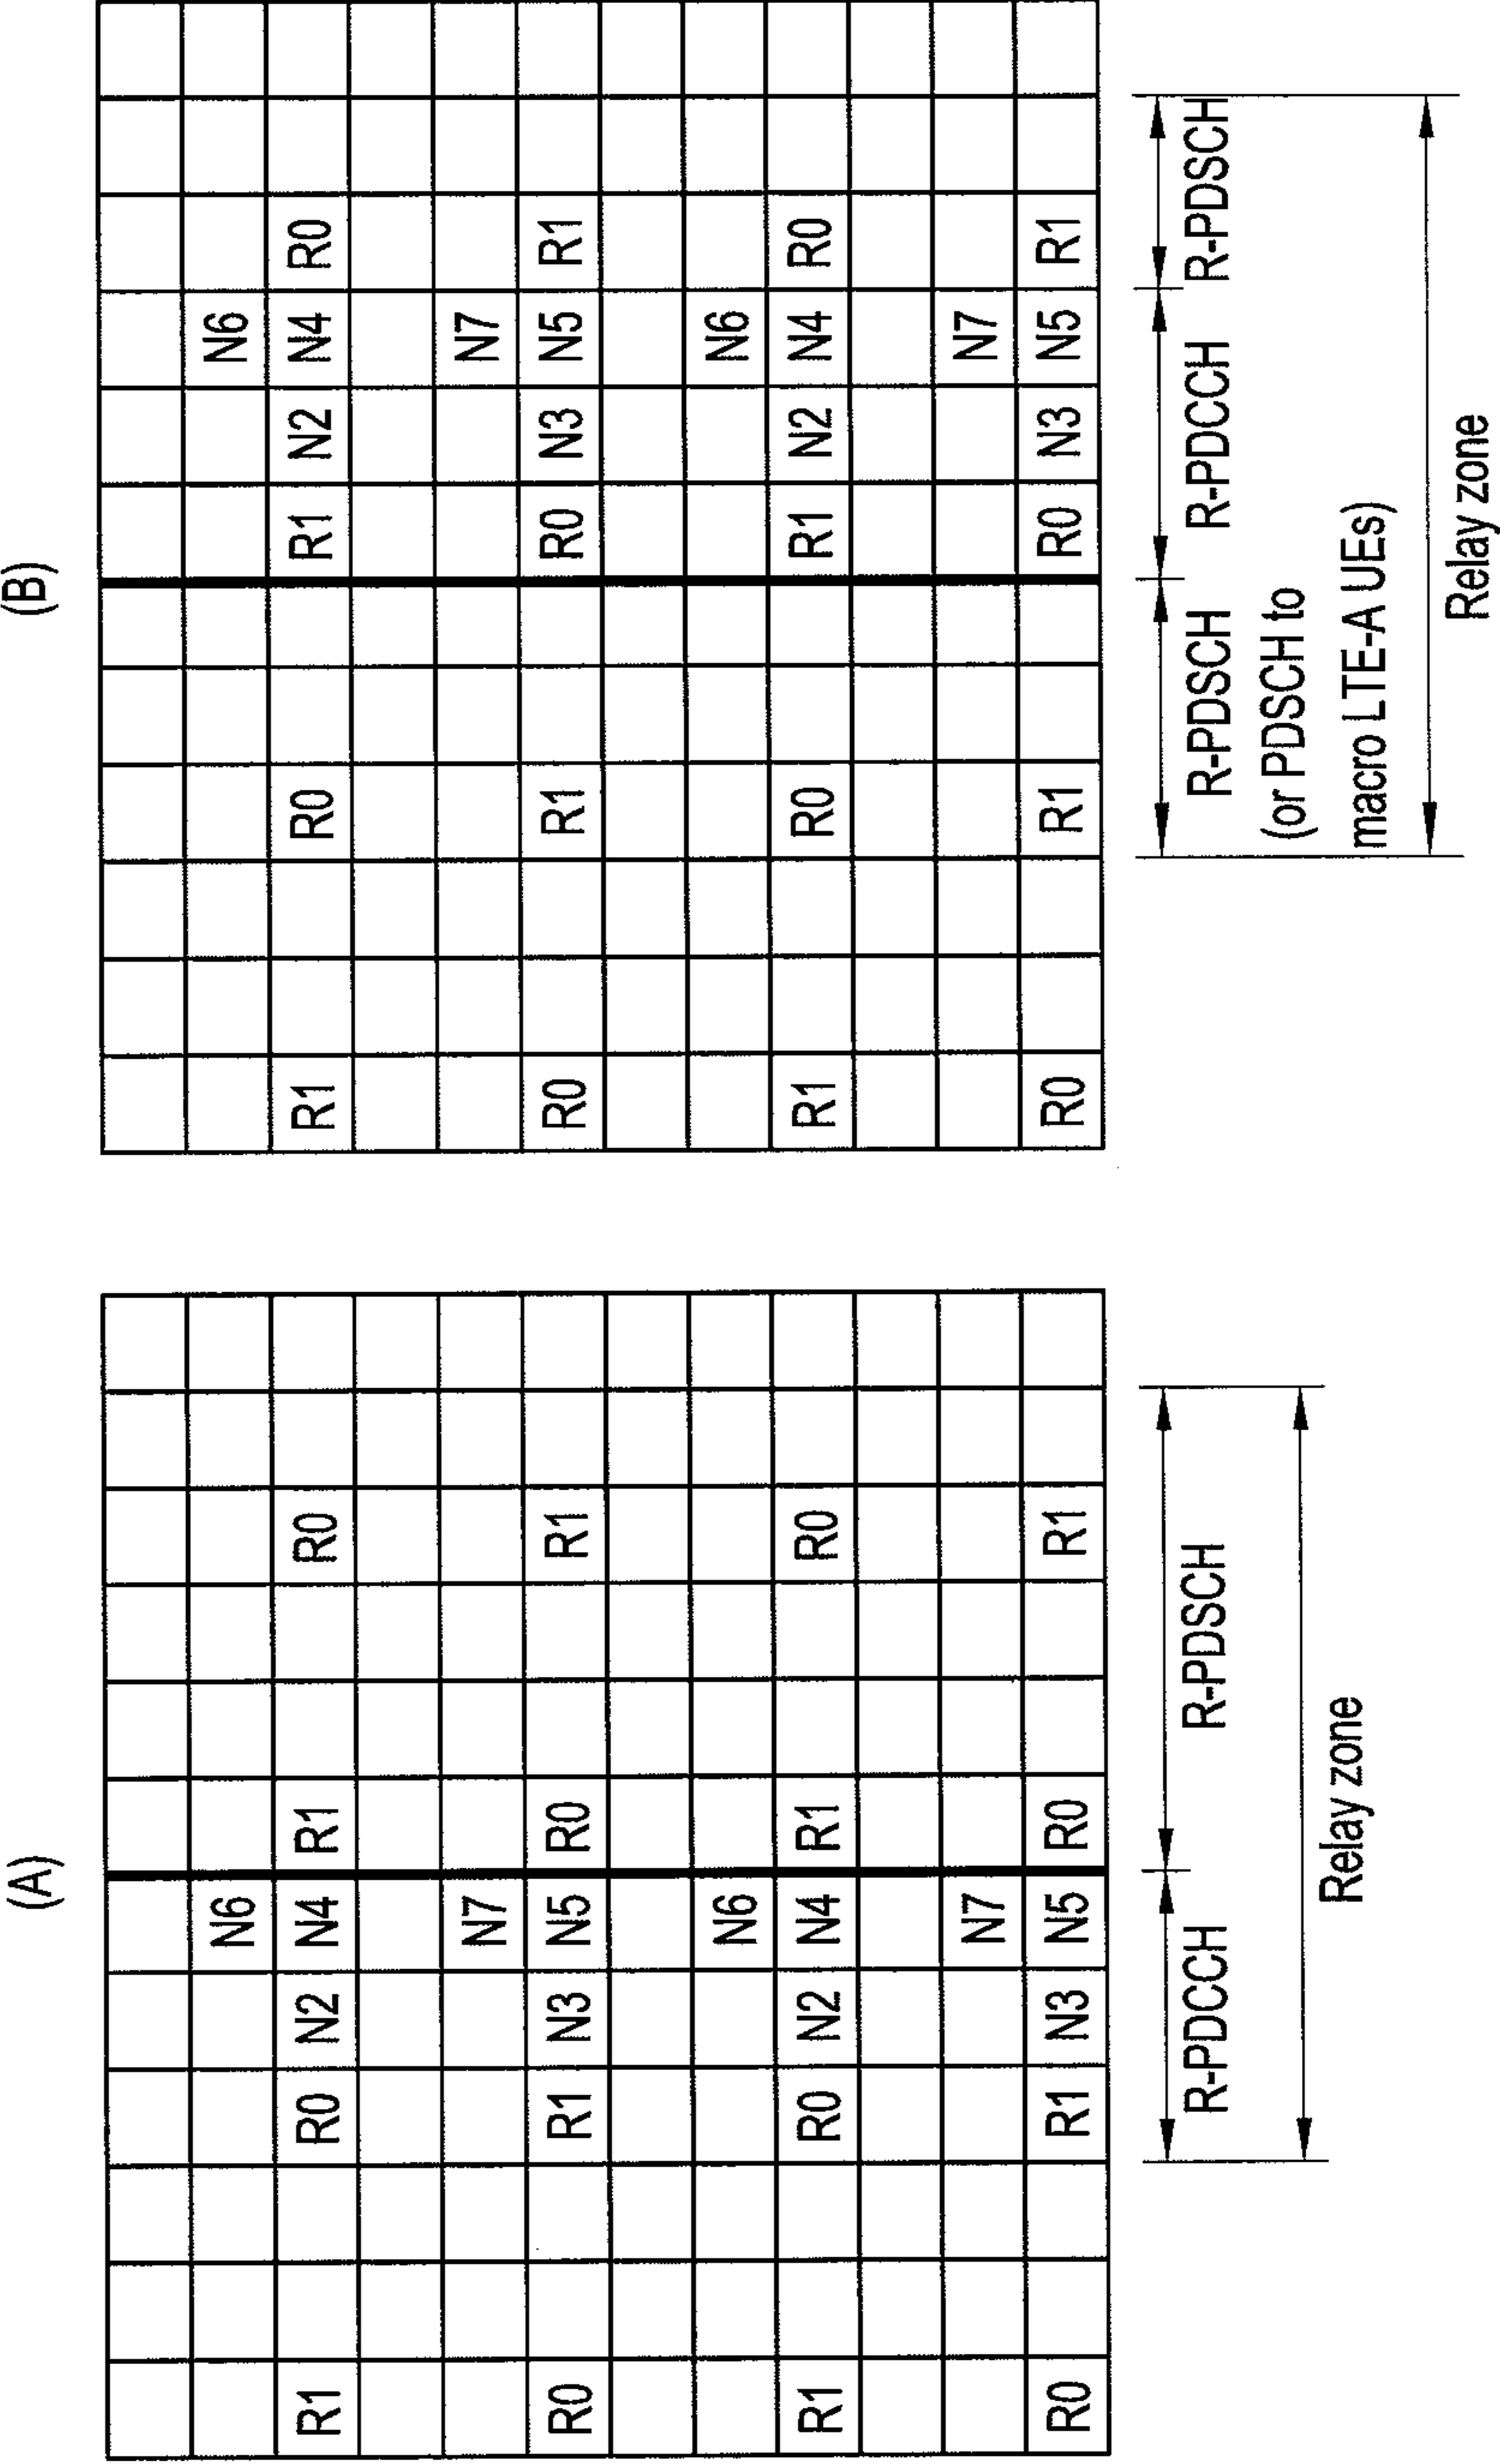 (A)
N6
R1 R0 N2 N4 R1 R0
N7
R0 R1 N3 N5 R0 R1
N6
R1 R0 N2 N4 R1 R0
N7
R0 R1 N3 N5 R0 R1
R-PDCCH R-PDSCH
Relay zone
(B)
N6
R1 R0 R1 N2 N4 R0
N7
R0 R1 R0 N3 N5 R1
N6
R1 R0 R1 N2 N4 R0
N7
R0 R1 R0 N3 N5 R1
R-PDSCH R-PDCCH R-PDSCH
(or PDSCH to
macro LTE-A UEs)
Relay zone